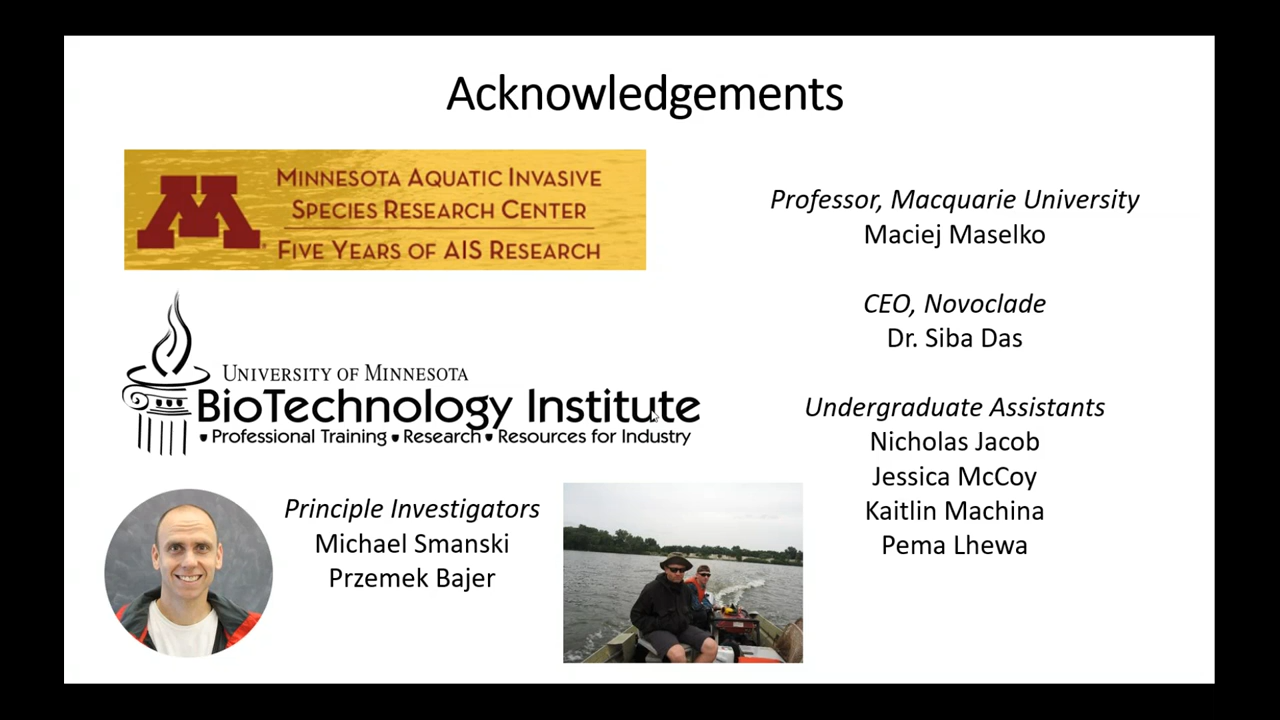 Acknowledgements
MINNESOTA AQUATIC INVASIVE
SPECIES RESEARCH CENTER
FIVE YEARS OF AIS RESEARCH
UNIVERSITY OF MINNESOTA
BioTechnology Institute
• Professional Training • Research • Resources for Industry
Principle Investigators
Michael Smanski
Przemek Bajer
Professor, Macquarie University
Maciej Maselko
CEO, Novoclade
Dr. Siba Das
Undergraduate Assistants
Nicholas Jacob
Jessica McCoy
Kaitlin Machina
Pema Lhewa